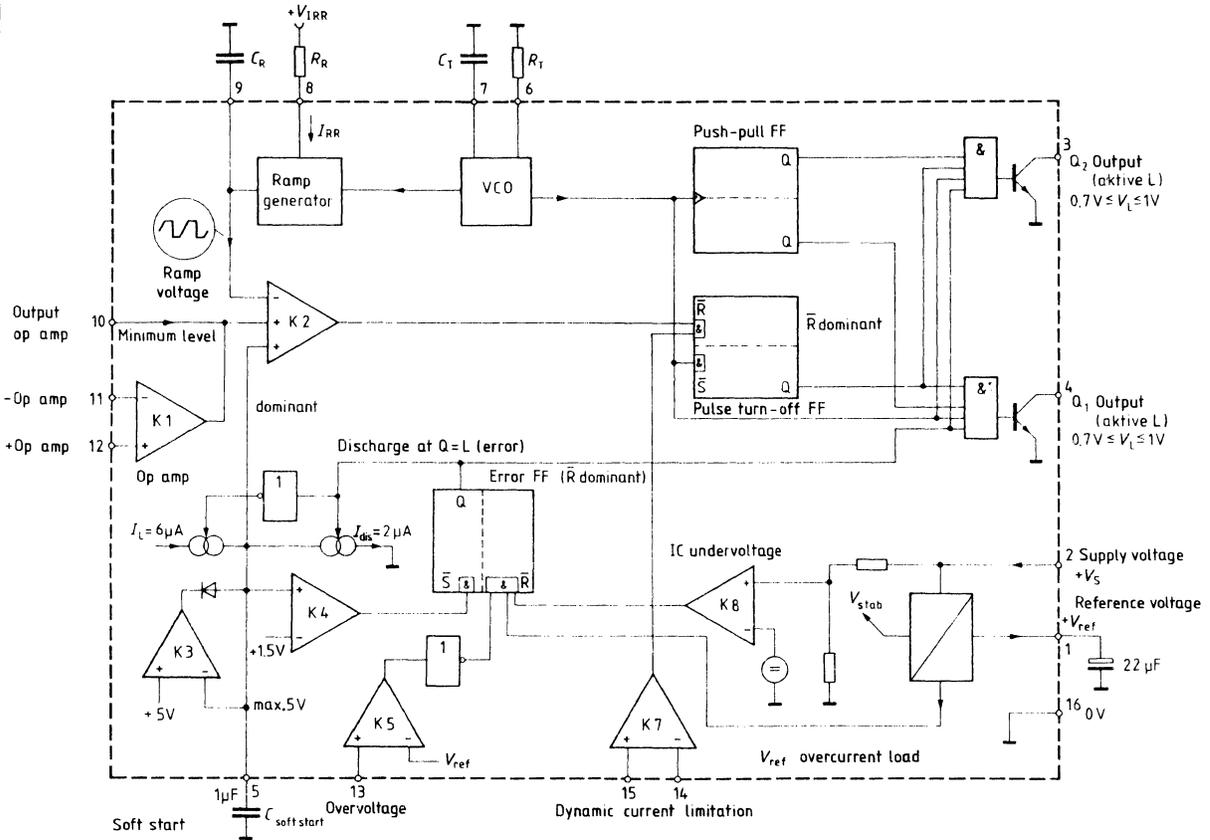 +V_IRR
C_R
R_R
C_T
R_T
9
8
7
6
I_RR
Push-pull FF
Ramp
generator
VCO
Q
Q
&
3
Q₂ Output
(aktive L)
0.7V ≤ V_L ≤ 1V
Ramp
voltage
Output
op amp
10
Minimum level
-
+
+
K2
R̅
&
R̅ dominant
&
S̅
Q
Pulse turn-off FF
-Op amp
11
+Op amp
12
-
+
K1
Op amp
dominant
&
4
Q₁ Output
(aktive L)
0.7V ≤ V_L ≤ 1V
Discharge at Q=L (error)
Error FF (R̅ dominant)
1
Q
I_L=6µA
I_dis=2µA
S̅
&
&
R̅
IC undervoltage
2 Supply voltage
+V_S
Reference voltage
+V_ref
1
22µF
V_stab
+
-
K8
=
+
-
K4
+1.5V
K3
+
-
+5V
max.5V
1
K5
+
-
V_ref
K7
+
-
V_ref overcurrent load
16
0V
1µF
5
C_soft start
Soft start
13
Overvoltage
15
14
Dynamic current limitation